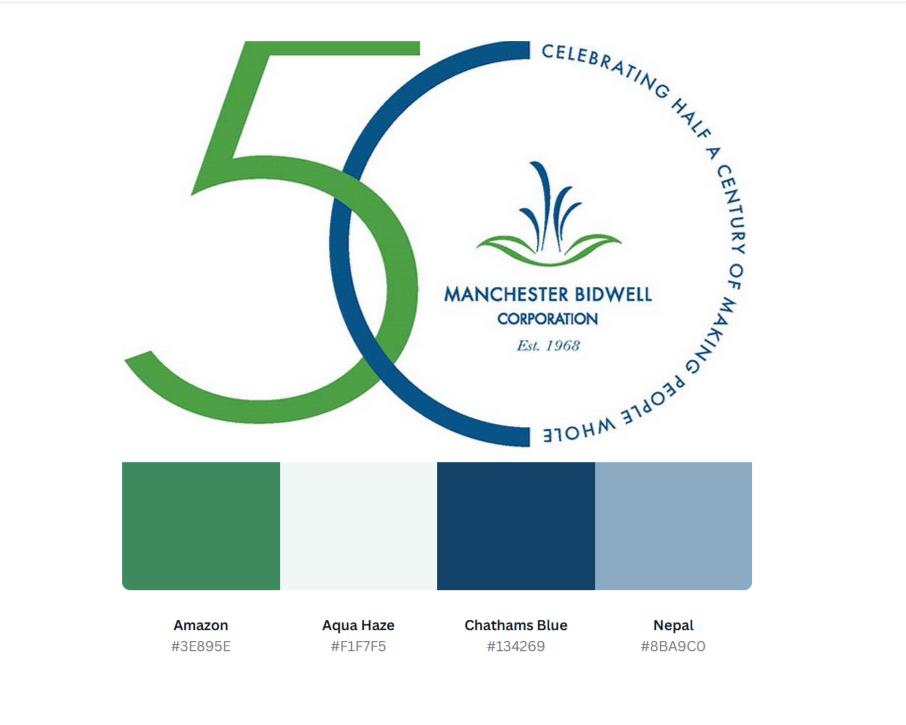 50
CELEBRATING HALF A CENTURY OF MAKING PEOPLE WHOLE
MANCHESTER BIDWELL
CORPORATION
Est. 1968
Amazon
#3E895E
Aqua Haze
#F1F7F5
Chathams Blue
#134269
Nepal
#8BA9C0